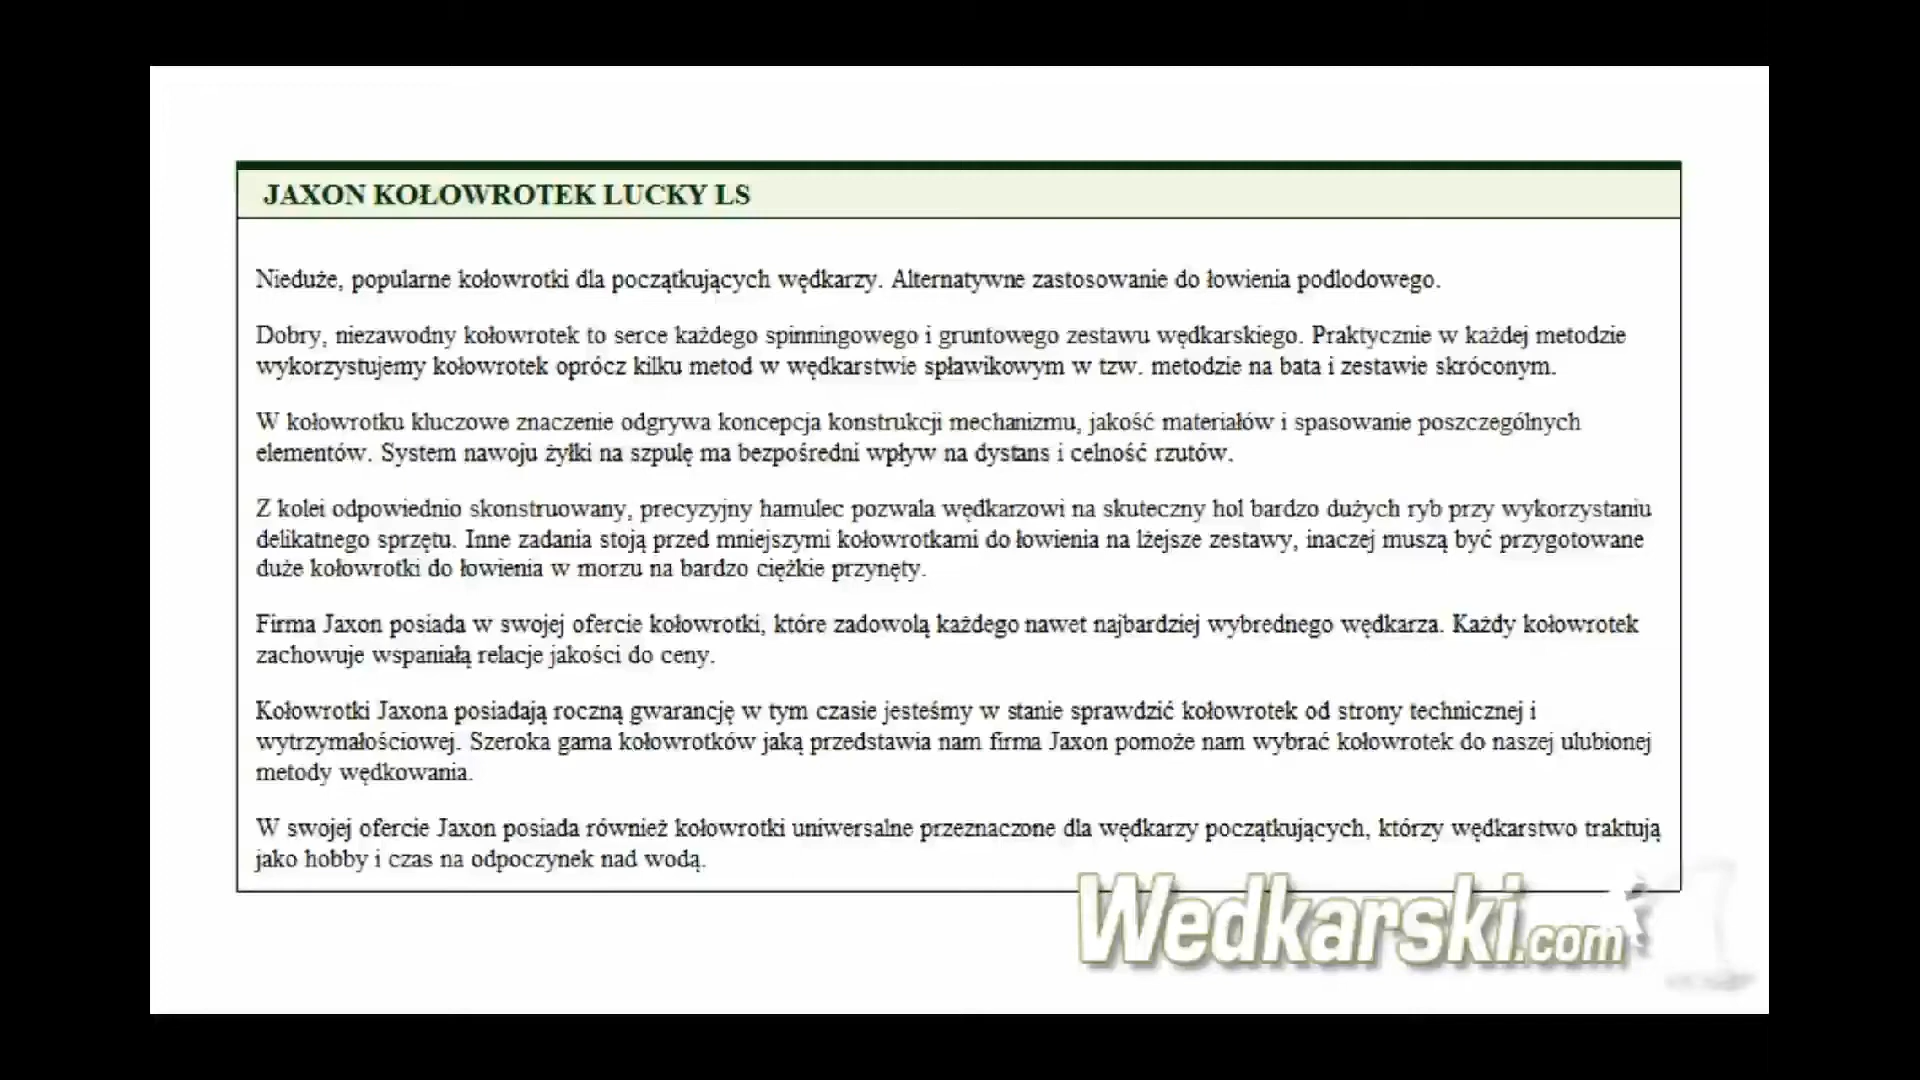 JAXON KOŁOWROTEK LUCKY LS
Nieduże, popularne kołowrotki dla początkujących wędkarzy. Alternatywne zastosowanie do łowienia podlodowego.
Dobry, niezawodny kołowrotek to serce każdego spinningowego i gruntowego zestawu wędkarskiego. Praktycznie w każdej metodzie
wykorzystujemy kołowrotek oprócz kilku metod w wędkarstwie spławikowym w tzw. metodzie na bata i zestawie skróconym.
W kołowrotku kluczowe znaczenie odgrywa koncepcja konstrukcji mechanizmu, jakość materiałów i spasowanie poszczególnych
elementów. System nawoju żyłki na szpulę ma bezpośredni wpływ na dystans i celność rzutów.
Z kolei odpowiednio skonstruowany, precyzyjny hamulec pozwala wędkarzowi na skuteczny hol bardzo dużych ryb przy wykorzystaniu
delikatnego sprzętu. Inne zadania stoją przed mniejszymi kołowrotkami do łowienia na lżejsze zestawy, inaczej muszą być przygotowane
duże kołowrotki do łowienia w morzu na bardzo ciężkie przynęty.
Firma Jaxon posiada w swojej ofercie kołowrotki, które zadowolą każdego nawet najbardziej wybrednego wędkarza. Każdy kołowrotek
zachowuje wspaniałą relacje jakości do ceny.
Kołowrotki Jaxona posiadają roczną gwarancję w tym czasie jesteśmy w stanie sprawdzić kołowrotek od strony technicznej i
wytrzymałościowej. Szeroka gama kołowrotków jaką przedstawia nam firma Jaxon pomoże nam wybrać kołowrotek do naszej ulubionej
metody wędkowania.
W swojej ofercie Jaxon posiada również kołowrotki uniwersalne przeznaczone dla wędkarzy początkujących, którzy wędkarstwo traktują
jako hobby i czas na odpoczynek nad wodą.
Wedkarski.com